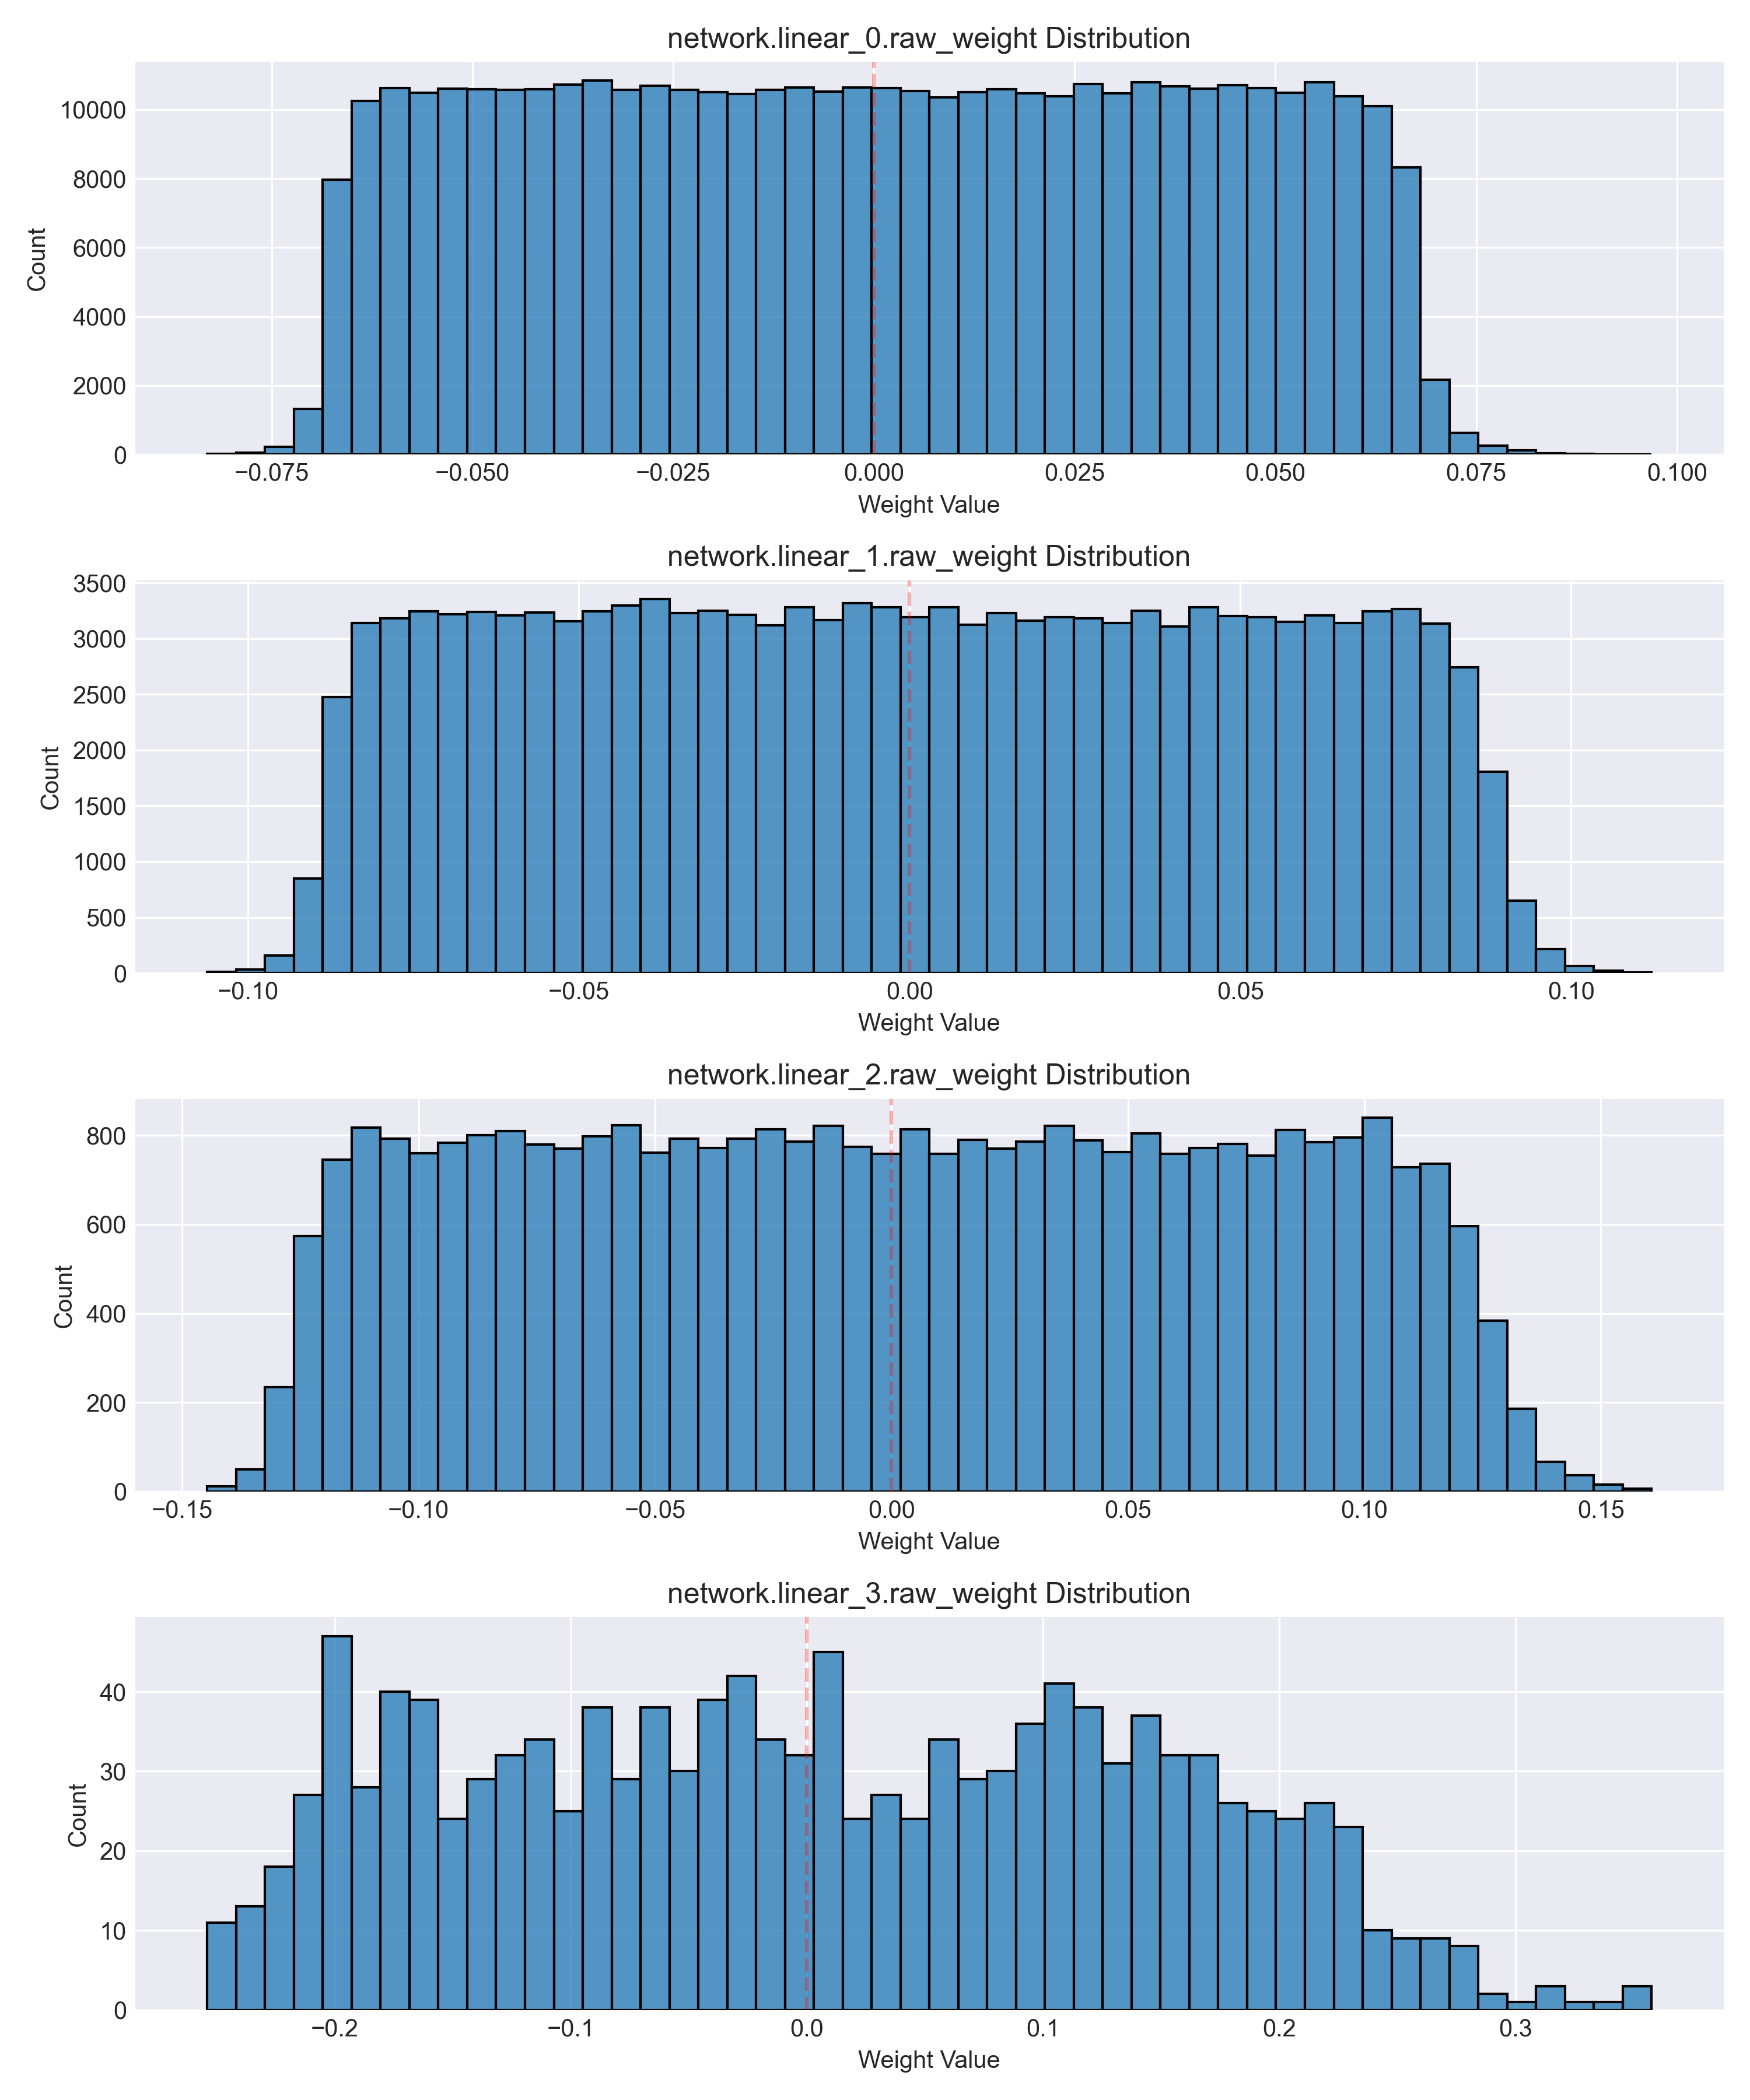 network.linear_0.raw_weight Distribution
10000
8000
6000
4000
2000
0
Count
−0.075 −0.050 −0.025 0.000 0.025 0.050 0.075 0.100
Weight Value
network.linear_1.raw_weight Distribution
3500
3000
2500
2000
1500
1000
500
0
Count
−0.10 −0.05 0.00 0.05 0.10
Weight Value
network.linear_2.raw_weight Distribution
800
600
400
200
0
Count
−0.15 −0.10 −0.05 0.00 0.05 0.10 0.15
Weight Value
network.linear_3.raw_weight Distribution
40
30
20
10
0
Count
−0.2 −0.1 0.0 0.1 0.2 0.3
Weight Value